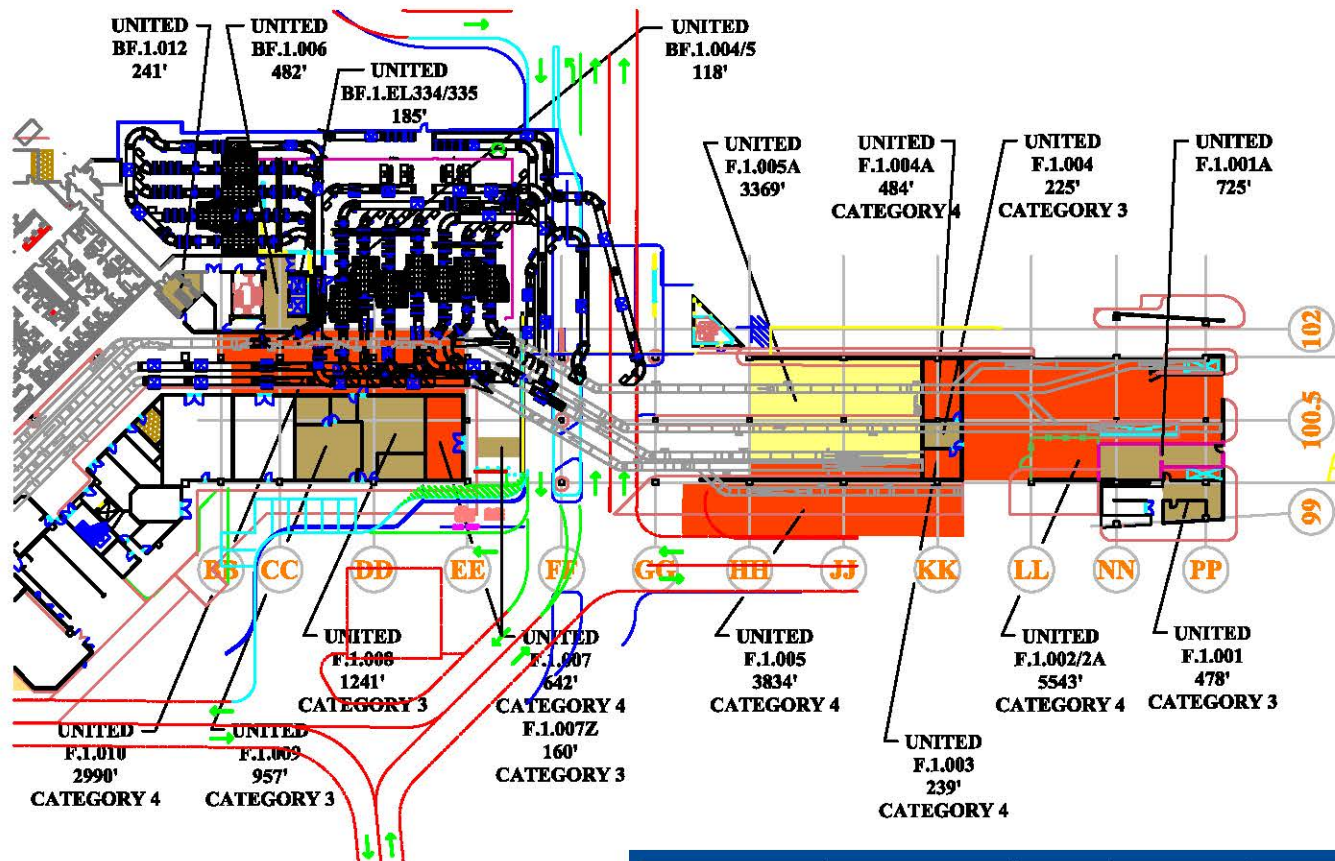 UNITED
BF.1.012
241'
UNITED
BF.1.006
482'
UNITED
BF.1.EL334/335
185'
UNITED
BF.1.004/5
118'
UNITED
F.1.005A
3369'
UNITED
F.1.004A
484'
CATEGORY 4
UNITED
F.1.004
225'
CATEGORY 3
UNITED
F.1.001A
725'
102
100.5
99
BB
CC
DD
EE
FF
GG
HH
JJ
KK
LL
NN
PP
UNITED
F.1.008
1241'
CATEGORY 3
UNITED
F.1.007
642'
CATEGORY 4
F.1.007Z
160'
CATEGORY 3
UNITED
F.1.005
3834'
CATEGORY 4
UNITED
F.1.002/2A
5543'
CATEGORY 4
UNITED
F.1.001
478'
CATEGORY 3
UNITED
F.1.010
2990'
CATEGORY 4
UNITED
F.1.009
957'
CATEGORY 3
UNITED
F.1.003
239'
CATEGORY 4